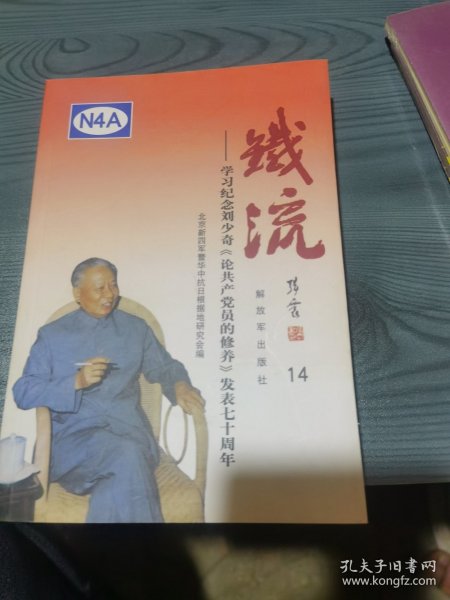 N4A
鐵流
——学习纪念刘少奇《论共产党员的修养》发表七十周年
北京新四军暨华中抗日根据地研究会编
解放军出版社
14
孔夫子旧书网
www.kongfz.com